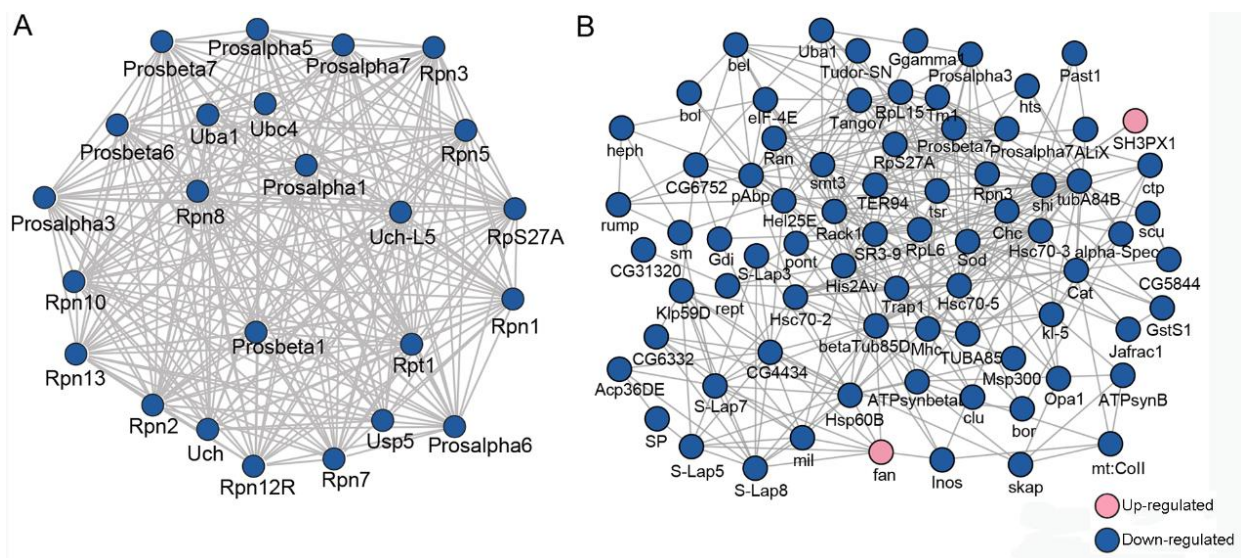 A
Prosalpha5
Prosbeta7
Prosalpha7
Rpn3
Uba1
Ubc4
Prosbeta6
Rpn5
Prosalpha1
Prosalpha3
Rpn8
Uch-L5
RpS27A
Rpn10
Rpn1
Prosbeta1
Rpt1
Rpn13
Rpn2
Uch
Usp5
Prosalpha6
Rpn12R
Rpn7
B
Uba1
Ggamma1
bel
Tudor-SN
Prosalpha3
Past1
bol
eIF-4E
Tango7
RpL15
Tm1
hts
SH3PX1
heph
Ran
RpS27A
Prosbeta7
Prosalpha7
ALiX
CG6752
pAbp
smt3
TER94
tsr
Rpn3
shi
tubA84B
ctp
rump
Hel25E
Rack1
SR3-9
RpL6
Sod
Chc
Hsc70-3
alpha-Spec
scu
sm
Gdi
pont
CG31320
S-Lap3
His2Av
Cat
CG5844
Klp59D
rept
Hsc70-2
Trap1
Hsc70-5
kl-5
GstS1
Jafrac1
CG6332
CG4434
betaTub85D
Mhc
TUBA85
Msp300
Acp36DE
S-Lap7
Hsp60B
ATPsynbetaL
clu
bor
Opa1
ATPsynB
SP
S-Lap5
mil
S-Lap8
fan
Inos
skap
mt:CoII
Up-regulated
Down-regulated